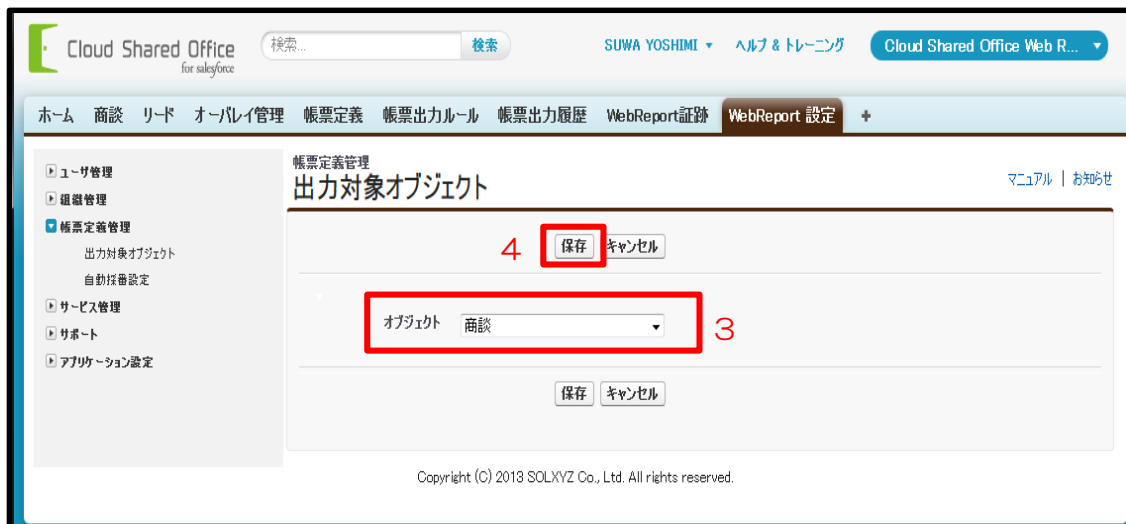 Cloud Shared Office
for salesforce
検索...
検索
SUWA YOSHIMI
ヘルプ & トレーニング
Cloud Shared Office Web R...
ホーム 商談 リード オーバレイ管理 帳票定義 帳票出力ルール 帳票出力履歴 WebReport証跡 WebReport 設定 +
ユーザ管理
組織管理
帳票定義管理
出力対象オブジェクト
自動採番設定
サービス管理
サポート
アプリケーション設定
帳票定義管理
出力対象オブジェクト
マニュアル | お知らせ
4
保存 キャンセル
オブジェクト 商談
3
保存 キャンセル
Copyright (C) 2013 SOLXYZ Co., Ltd. All rights reserved.